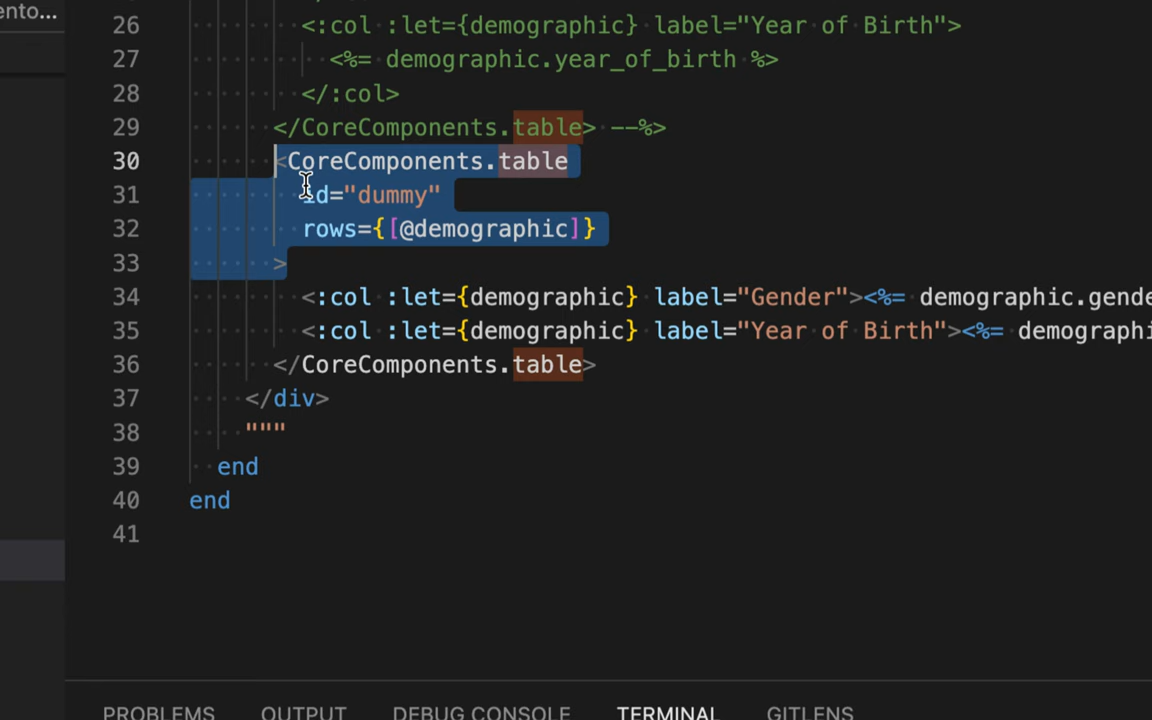 ento...
26 <:col :let={demographic} label="Year of Birth">
27 <%= demographic.year_of_birth %>
28 </:col>
29 </CoreComponents.table> --%>
30 <CoreComponents.table
31 id="dummy"
32 rows={[@demographic]}
33 >
34 <:col :let={demographic} label="Gender"><%= demographic.gende
35 <:col :let={demographic} label="Year of Birth"><%= demographi
36 </CoreComponents.table>
37 </div>
38 """
39 end
40 end
41
PROBLEMS OUTPUT DEBUG CONSOLE TERMINAL GITLENS